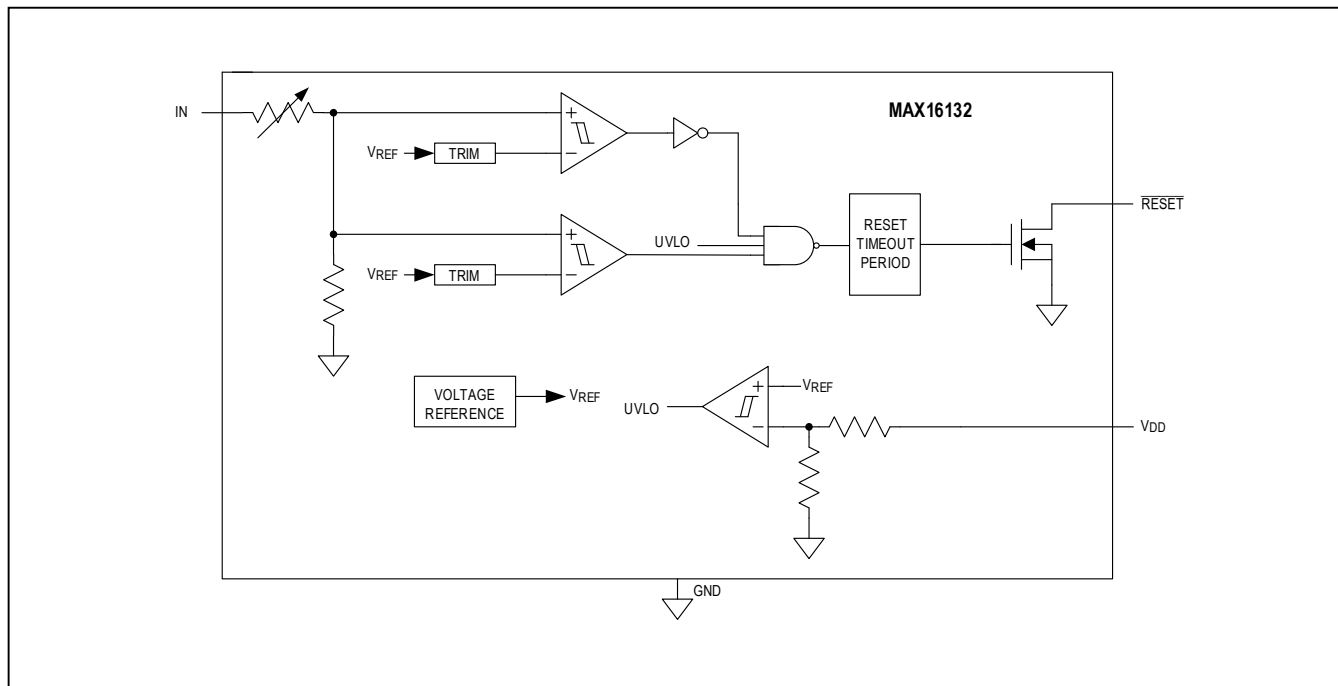 MAX16132
IN
+
VREF
TRIM
−
RESET
UVLO
+
VREF
TRIM
−
RESET
TIMEOUT
PERIOD
VOLTAGE
REFERENCE
VREF
UVLO
+
VREF
−
VDD
GND